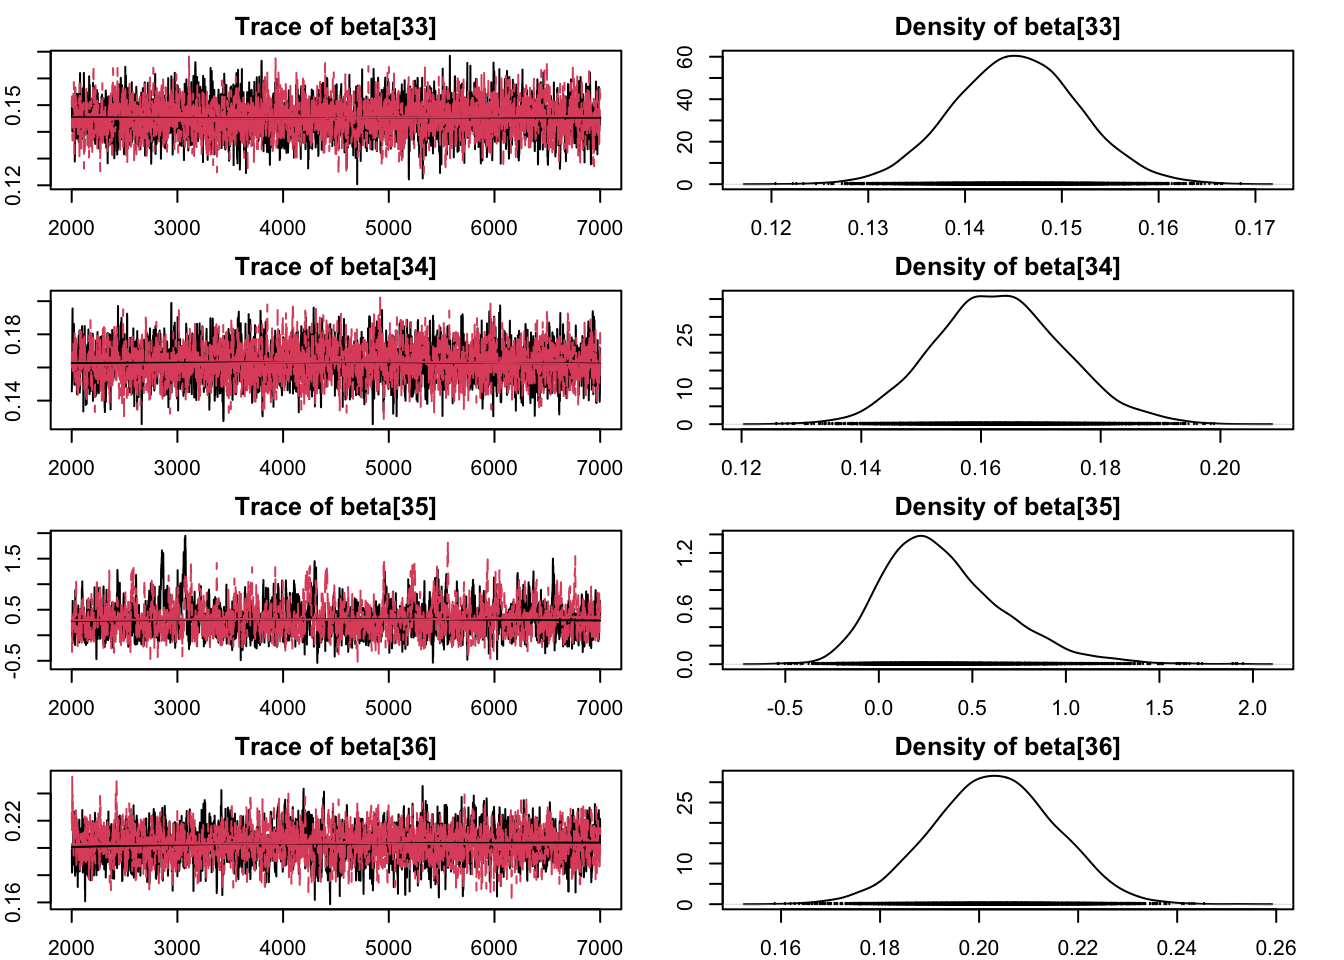 Trace of beta[33]
0.12 0.15
2000 3000 4000 5000 6000 7000
Density of beta[33]
0 20 40 60
0.12 0.13 0.14 0.15 0.16 0.17
Trace of beta[34]
0.14 0.18
2000 3000 4000 5000 6000 7000
Density of beta[34]
0 10 25
0.12 0.14 0.16 0.18 0.20
Trace of beta[35]
-0.5 0.5 1.5
2000 3000 4000 5000 6000 7000
Density of beta[35]
0.0 0.6 1.2
-0.5 0.0 0.5 1.0 1.5 2.0
Trace of beta[36]
0.16 0.22
2000 3000 4000 5000 6000 7000
Density of beta[36]
0 10 25
0.16 0.18 0.20 0.22 0.24 0.26